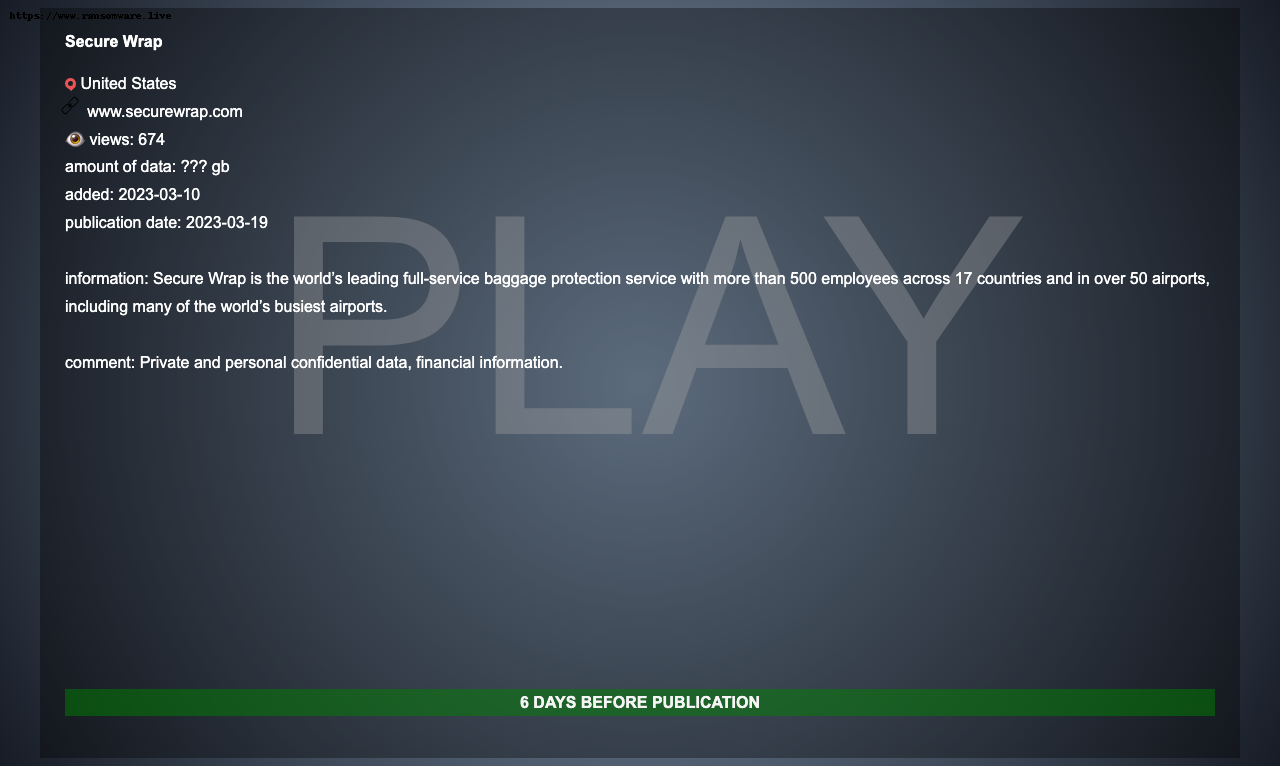 https://www.ransomware.live
Secure Wrap
United States
www.securewrap.com
views: 674
amount of data: ??? gb
added: 2023-03-10
publication date: 2023-03-19
PLAY
information: Secure Wrap is the world’s leading full-service baggage protection service with more than 500 employees across 17 countries and in over 50 airports,
including many of the world’s busiest airports.
comment: Private and personal confidential data, financial information.
6 DAYS BEFORE PUBLICATION